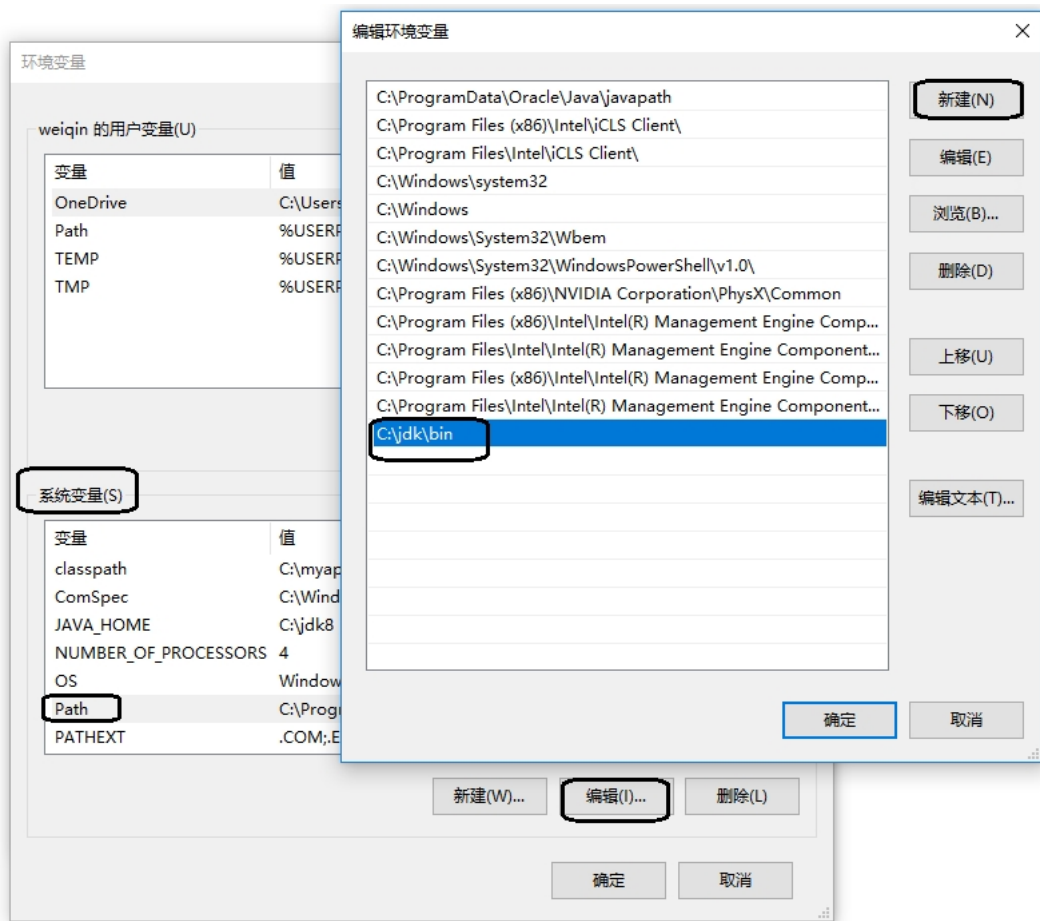 环境变量
weiqin 的用户变量(U)
变量 值
OneDrive C:\Users
Path %USERP
TEMP %USERP
TMP %USERP
系统变量(S)
变量 值
classpath C:\myap
ComSpec C:\Wind
JAVA_HOME C:\jdk8
NUMBER_OF_PROCESSORS 4
OS Window
Path C:\Progr
PATHEXT .COM;.E
新建(W)... 编辑(I)... 删除(L)
确定 取消
编辑环境变量
C:\ProgramData\Oracle\Java\javapath
C:\Program Files (x86)\Intel\iCLS Client\
C:\Program Files\Intel\iCLS Client\
C:\Windows\system32
C:\Windows
C:\Windows\System32\Wbem
C:\Windows\System32\WindowsPowerShell\v1.0\
C:\Program Files (x86)\NVIDIA Corporation\PhysX\Common
C:\Program Files (x86)\Intel\Intel(R) Management Engine Comp...
C:\Program Files\Intel\Intel(R) Management Engine Component...
C:\Program Files (x86)\Intel\Intel(R) Management Engine Comp...
C:\Program Files\Intel\Intel(R) Management Engine Component...
C:\jdk\bin
新建(N)
编辑(E)
浏览(B)...
删除(D)
上移(U)
下移(O)
编辑文本(T)...
确定 取消